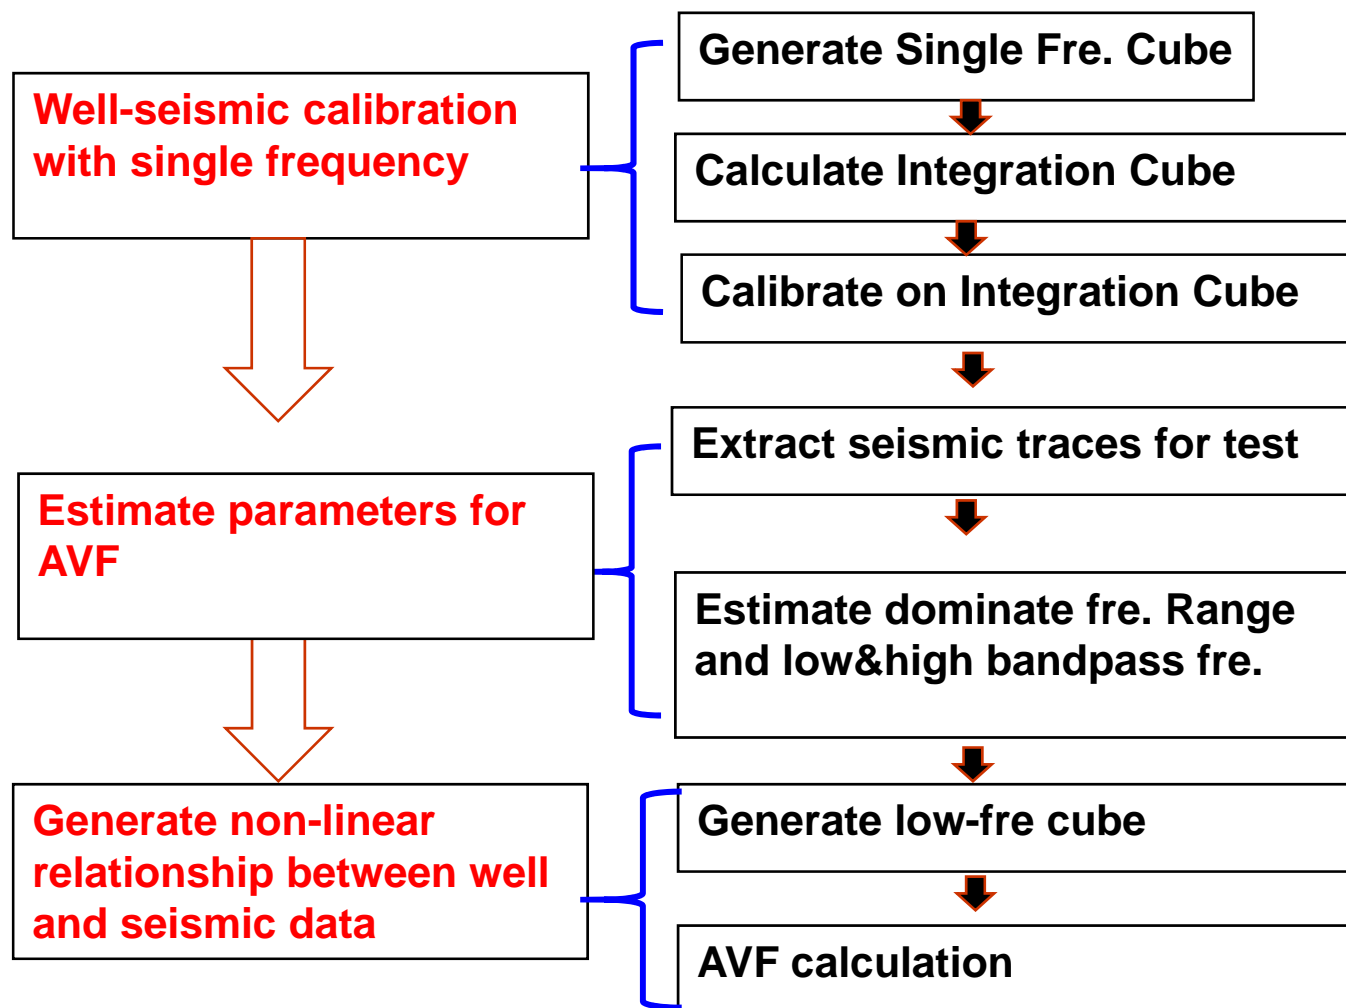 Generate Single Fre. Cube
Well-seismic calibration
with single frequency
Calculate Integration Cube
Calibrate on Integration Cube
Extract seismic traces for test
Estimate parameters for
AVF
Estimate dominate fre. Range
and low&high bandpass fre.
Generate non-linear
relationship between well
and seismic data
Generate low-fre cube
AVF calculation